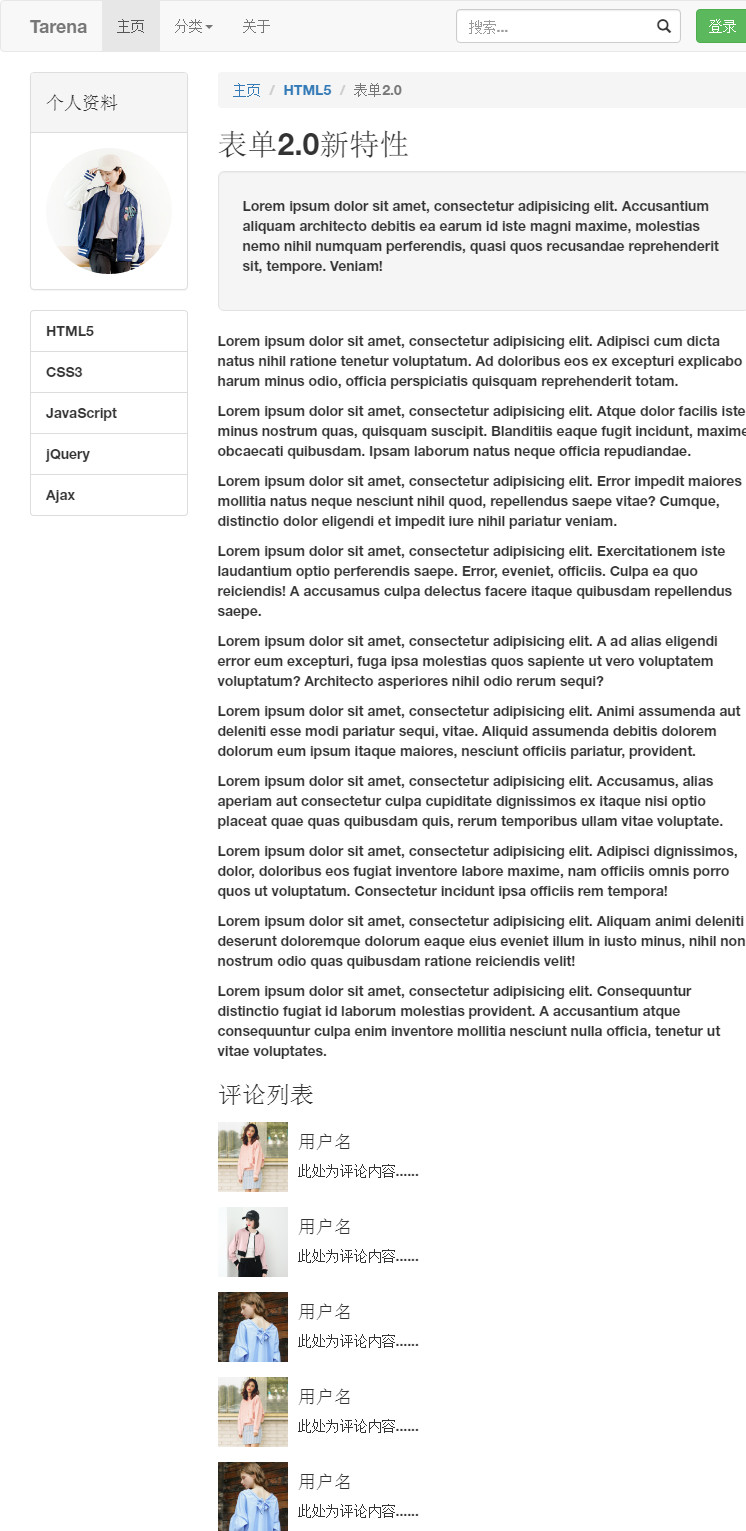 Tarena 主页 分类 关于 搜索... 登录
个人资料
HTML5
CSS3
JavaScript
jQuery
Ajax
主页 / HTML5 / 表单2.0
表单2.0新特性
Lorem ipsum dolor sit amet, consectetur adipisicing elit. Accusantium
aliquam architecto debitis ea earum id iste magni maxime, molestias
nemo nihil numquam perferendis, quasi quos recusandae reprehenderit
sit, tempore. Veniam!
Lorem ipsum dolor sit amet, consectetur adipisicing elit. Adipisci cum dicta
natus nihil ratione tenetur voluptatum. Ad doloribus eos ex excepturi explicabo
harum minus odio, officia perspiciatis quisquam reprehenderit totam.
Lorem ipsum dolor sit amet, consectetur adipisicing elit. Atque dolor facilis iste
minus nostrum quas, quisquam suscipit. Blanditiis eaque fugit incidunt, maxime
obcaecati quibusdam. Ipsam laborum natus neque officia repudiandae.
Lorem ipsum dolor sit amet, consectetur adipisicing elit. Error impedit maiores
mollitia natus neque nesciunt nihil quod, repellendus saepe vitae? Cumque,
distinctio dolor eligendi et impedit iure nihil pariatur veniam.
Lorem ipsum dolor sit amet, consectetur adipisicing elit. Exercitationem iste
laudantium optio perferendis saepe. Error, eveniet, officiis. Culpa ea quo
reiciendis! A accusamus culpa delectus facere itaque quibusdam repellendus
saepe.
Lorem ipsum dolor sit amet, consectetur adipisicing elit. A ad alias eligendi
error eum excepturi, fuga ipsa molestias quos sapiente ut vero voluptatem
voluptatum? Architecto asperiores nihil odio rerum sequi?
Lorem ipsum dolor sit amet, consectetur adipisicing elit. Animi assumenda aut
deleniti esse modi pariatur sequi, vitae. Aliquid assumenda debitis dolorem
dolorum eum ipsum itaque maiores, nesciunt officiis pariatur, provident.
Lorem ipsum dolor sit amet, consectetur adipisicing elit. Accusamus, alias
aperiam aut consectetur culpa cupiditate dignissimos ex itaque nisi optio
placeat quae quas quibusdam quis, rerum temporibus ullam vitae voluptate.
Lorem ipsum dolor sit amet, consectetur adipisicing elit. Adipisci dignissimos,
dolor, doloribus eos fugiat inventore labore maxime, nam officiis omnis porro
quos ut voluptatum. Consectetur incidunt ipsa officiis rem tempora!
Lorem ipsum dolor sit amet, consectetur adipisicing elit. Aliquam animi deleniti
deserunt doloremque dolorum eaque eius eveniet illum in iusto minus, nihil non
nostrum odio quas quibusdam ratione reiciendis velit!
Lorem ipsum dolor sit amet, consectetur adipisicing elit. Consequuntur
distinctio fugiat id laborum molestias provident. A accusantium atque
consequuntur culpa enim inventore mollitia nesciunt nulla officia, tenetur ut
vitae voluptates.
评论列表
用户名
此处为评论内容......
用户名
此处为评论内容......
用户名
此处为评论内容......
用户名
此处为评论内容......
用户名
此处为评论内容......